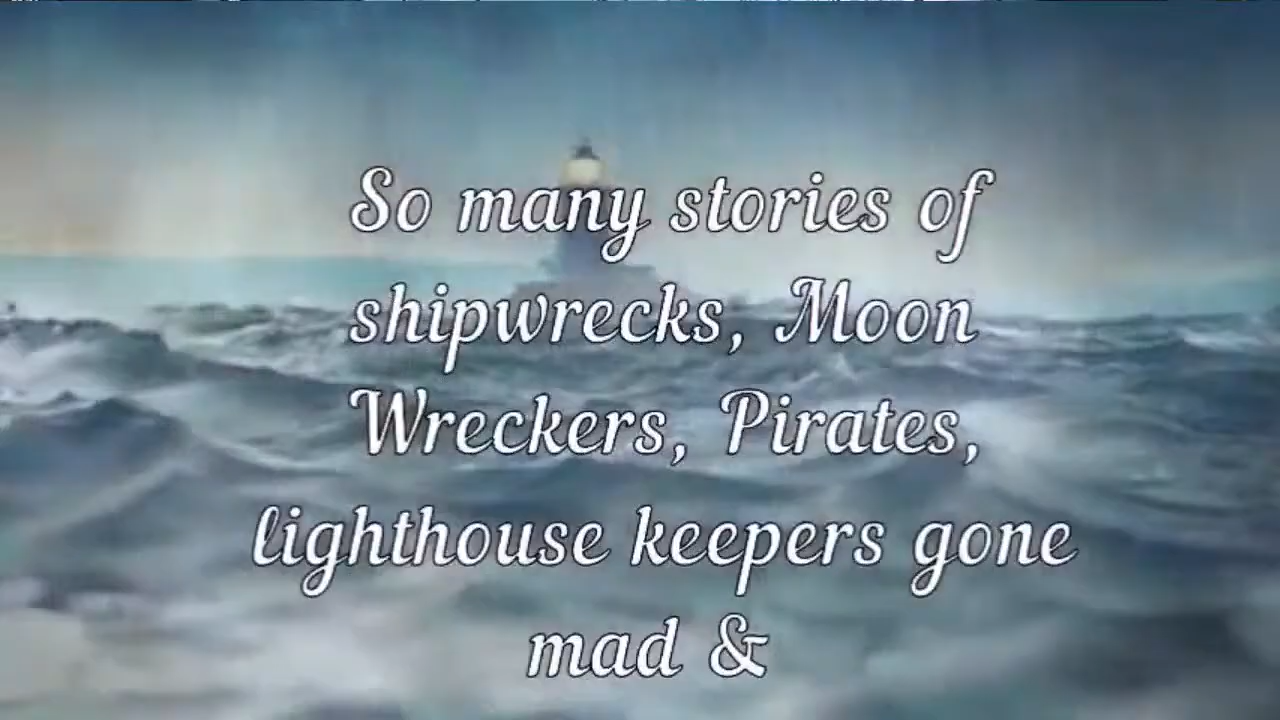 So many stories of
shipwrecks, Moon
Wreckers, Pirates,
lighthouse keepers gone
mad &